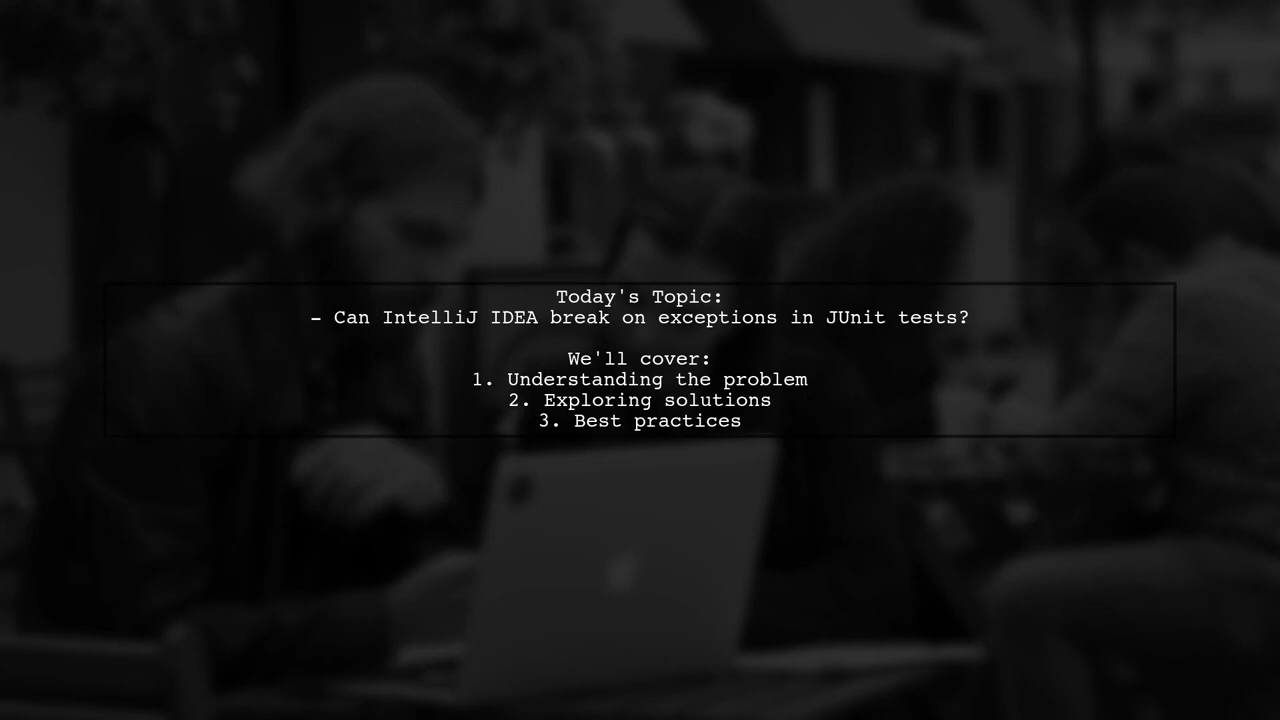 Today's Topic:
- Can IntelliJ IDEA break on exceptions in JUnit tests?
We'll cover:
1. Understanding the problem
2. Exploring solutions
3. Best practices